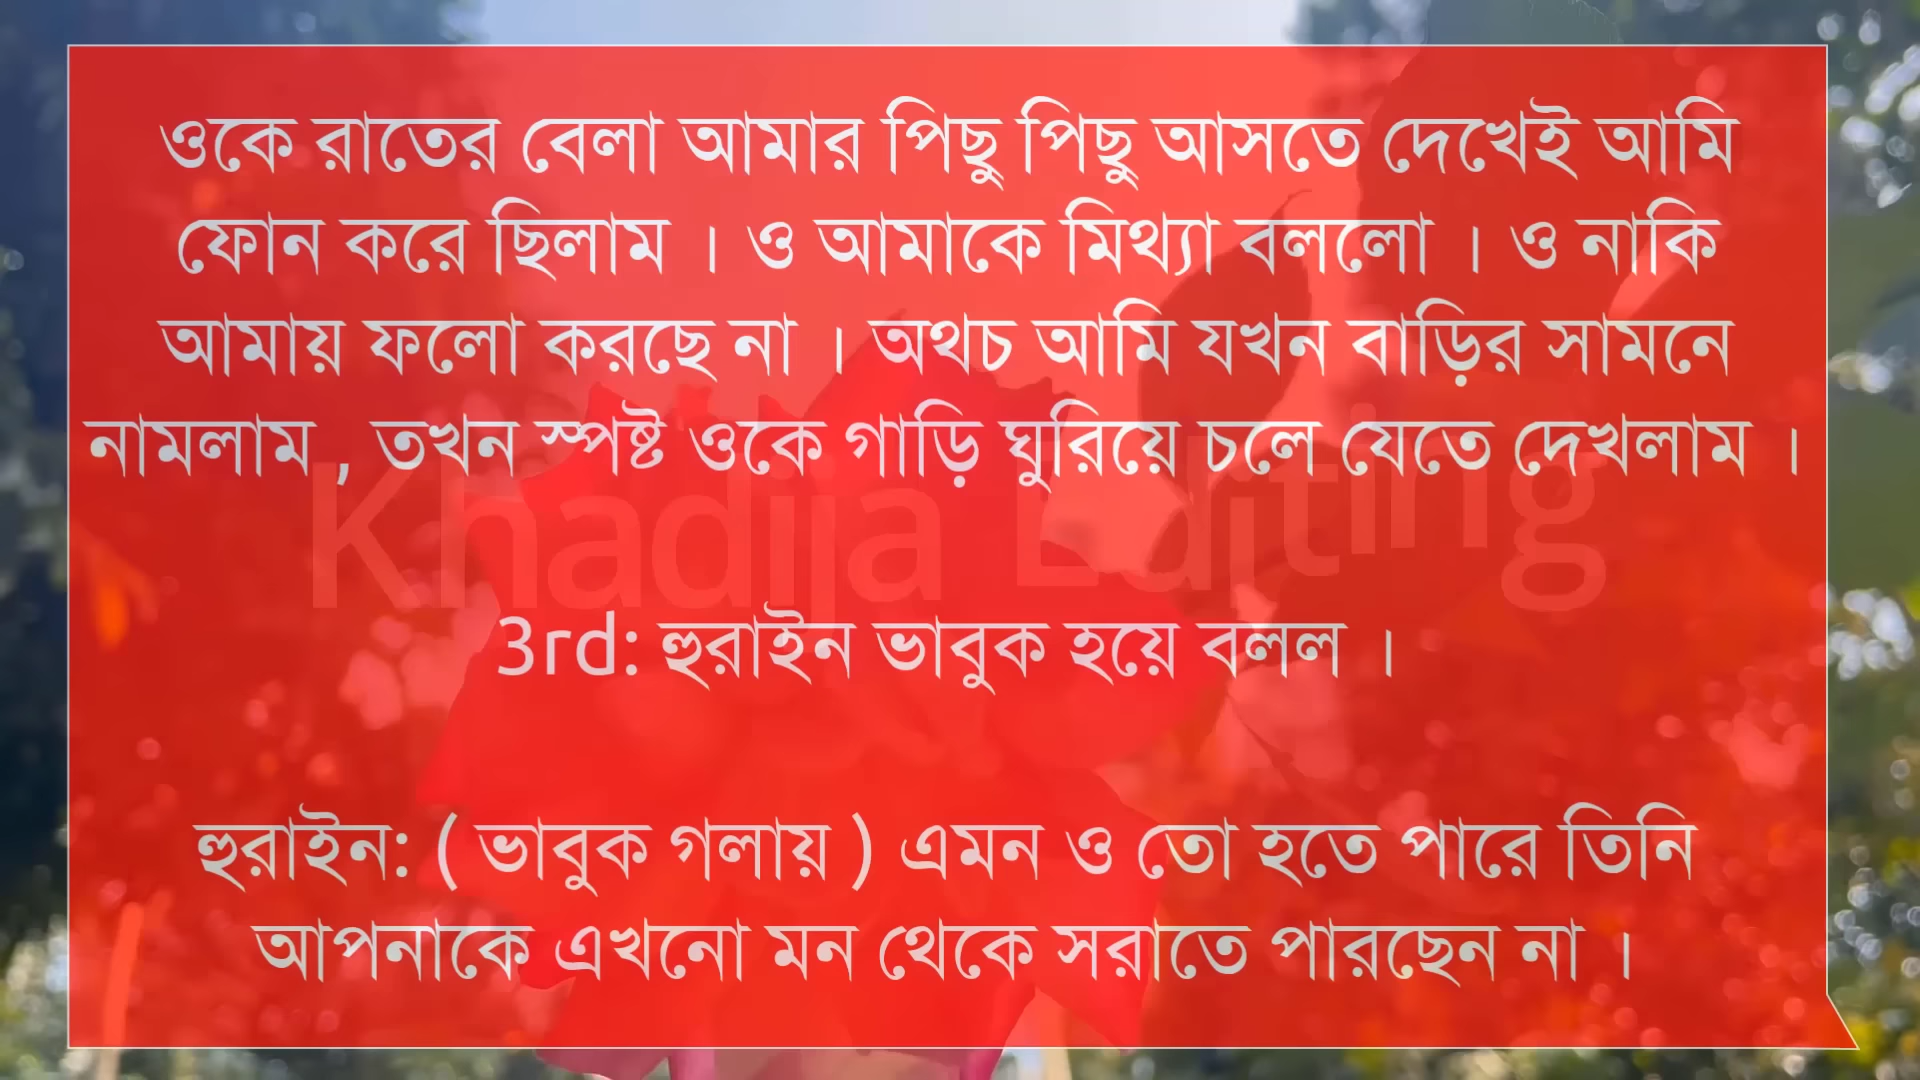 ওকে রাতের বেলা আমার পিছু পিছু আসতে দেখেই আমি
ফোন করে ছিলাম । ও আমাকে মিথ্যা বললো । ও নাকি
আমায় ফলো করছে না । অথচ আমি যখন বাড়ির সামনে
নামলাম , তখন স্পষ্ট ওকে গাড়ি ঘুরিয়ে চলে যেতে দেখলাম ।
Khadija Editing
3rd: হুরাইন ভাবুক হয়ে বলল ।
হুরাইন: ( ভাবুক গলায় ) এমন ও তো হতে পারে তিনি
আপনাকে এখনো মন থেকে সরাতে পারছেন না ।